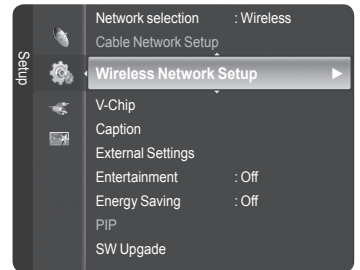 Setup
Network selection : Wireless
Cable Network Setup
Wireless Network Setup
V-Chip
Caption
External Settings
Entertainment : Off
Energy Saving : Off
PIP
SW Upgade